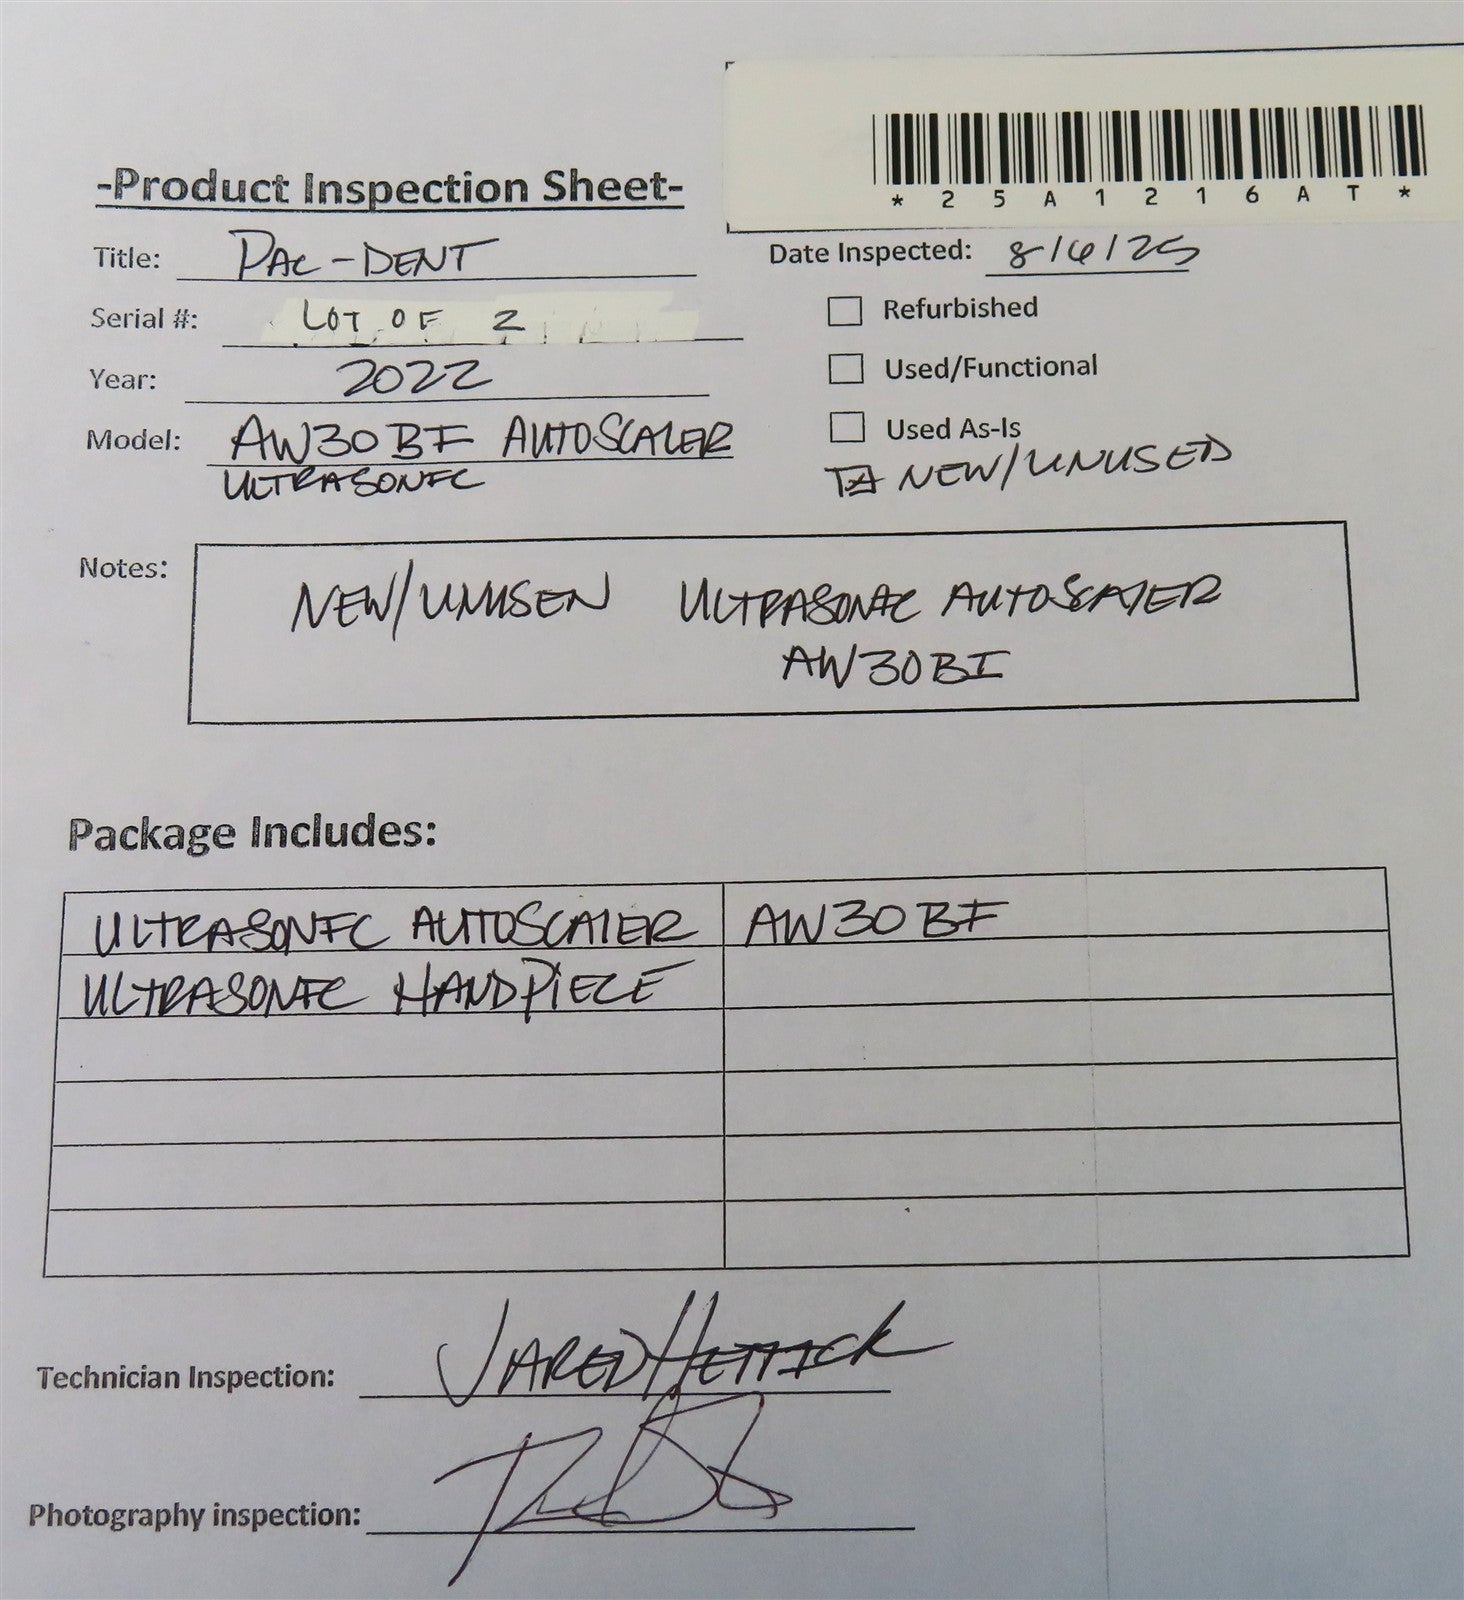 *25A1216AT*
-Product Inspection Sheet-
Title: PAC-DENT
Date Inspected: 8/6/25
Serial #: LOT OF 2
Refurbished
Year: 2022
Used/Functional
Model: AW30BF AUTOSCALER
ULTRASONIC
Used As-Is
NEW/UNUSED
Notes: NEW/UNUSEN ULTRASONIC AUTOSCALER
AW30BI
Package Includes:
ULTRASONIC AUTOSCALER AW30BF
ULTRASONIC HANDPIECE
Technician Inspection: JARED HETTICK
Photography inspection: